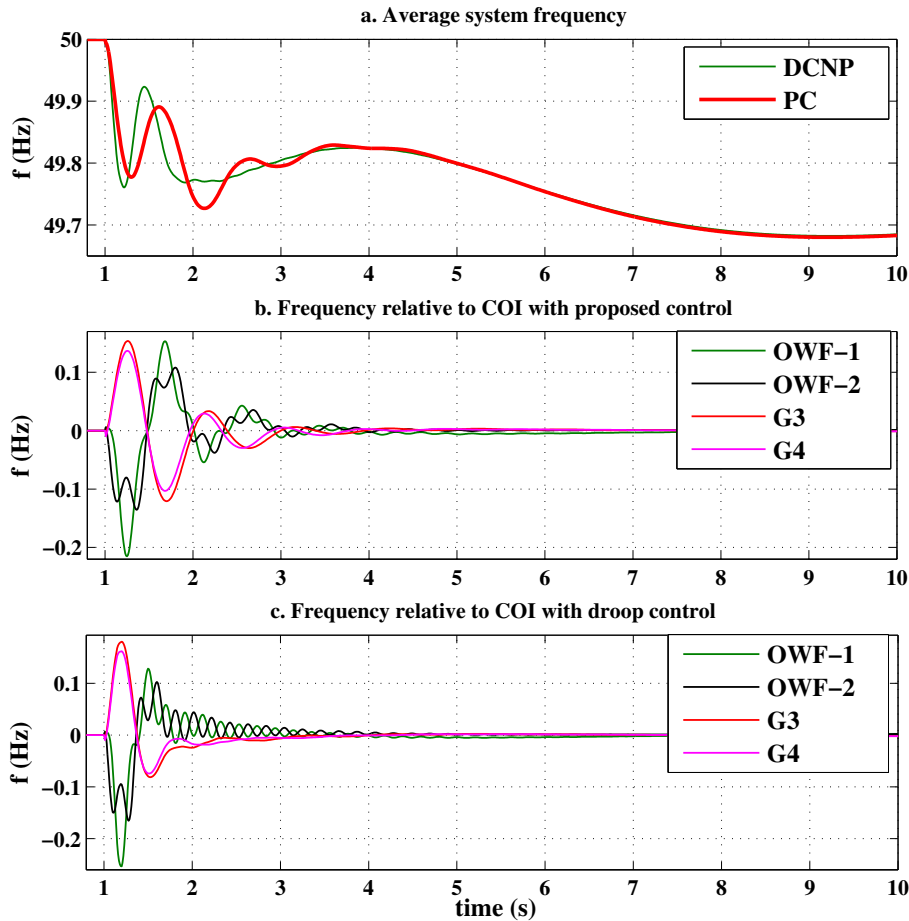 a. Average system frequency
50
49.9
49.8
49.7
f (Hz)
DCNP
PC
1 2 3 4 5 6 7 8 9 10
b. Frequency relative to COI with proposed control
0.1
0
−0.1
−0.2
f (Hz)
OWF−1
OWF−2
G3
G4
1 2 3 4 5 6 7 8 9 10
c. Frequency relative to COI with droop control
0.1
0
−0.1
−0.2
f (Hz)
OWF−1
OWF−2
G3
G4
1 2 3 4 5 6 7 8 9 10
time (s)